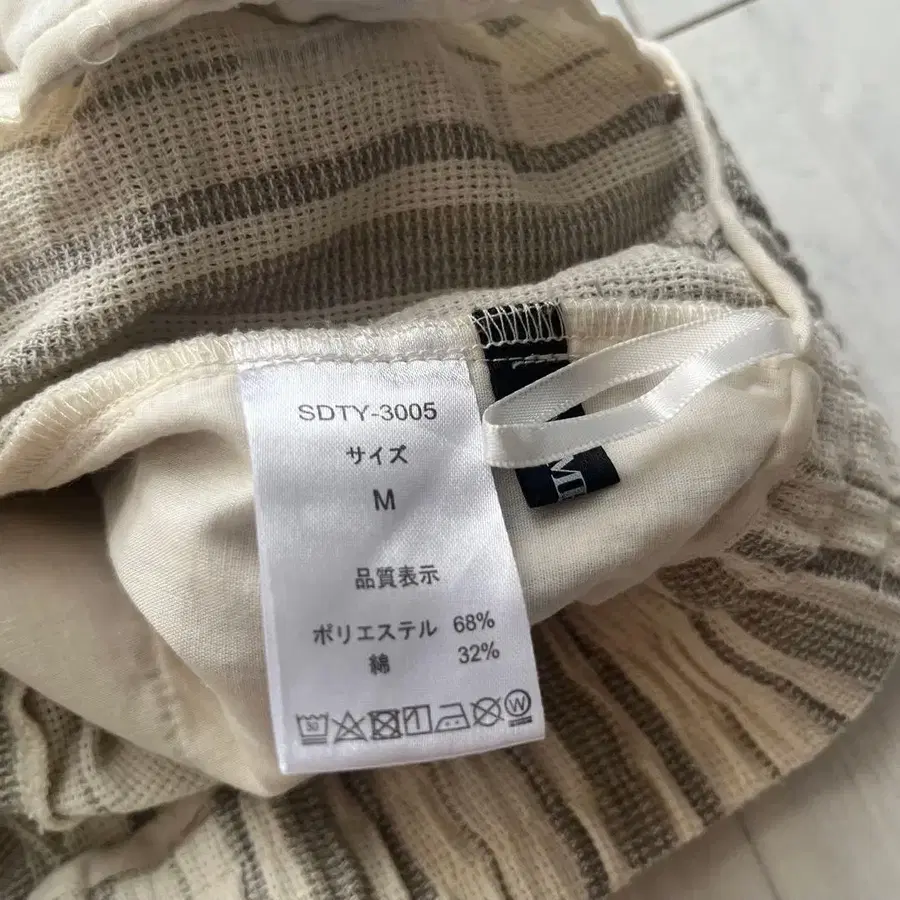 SDTY-3005
サイズ
M
品質表示
ポリエステル 68%
綿 32%
W